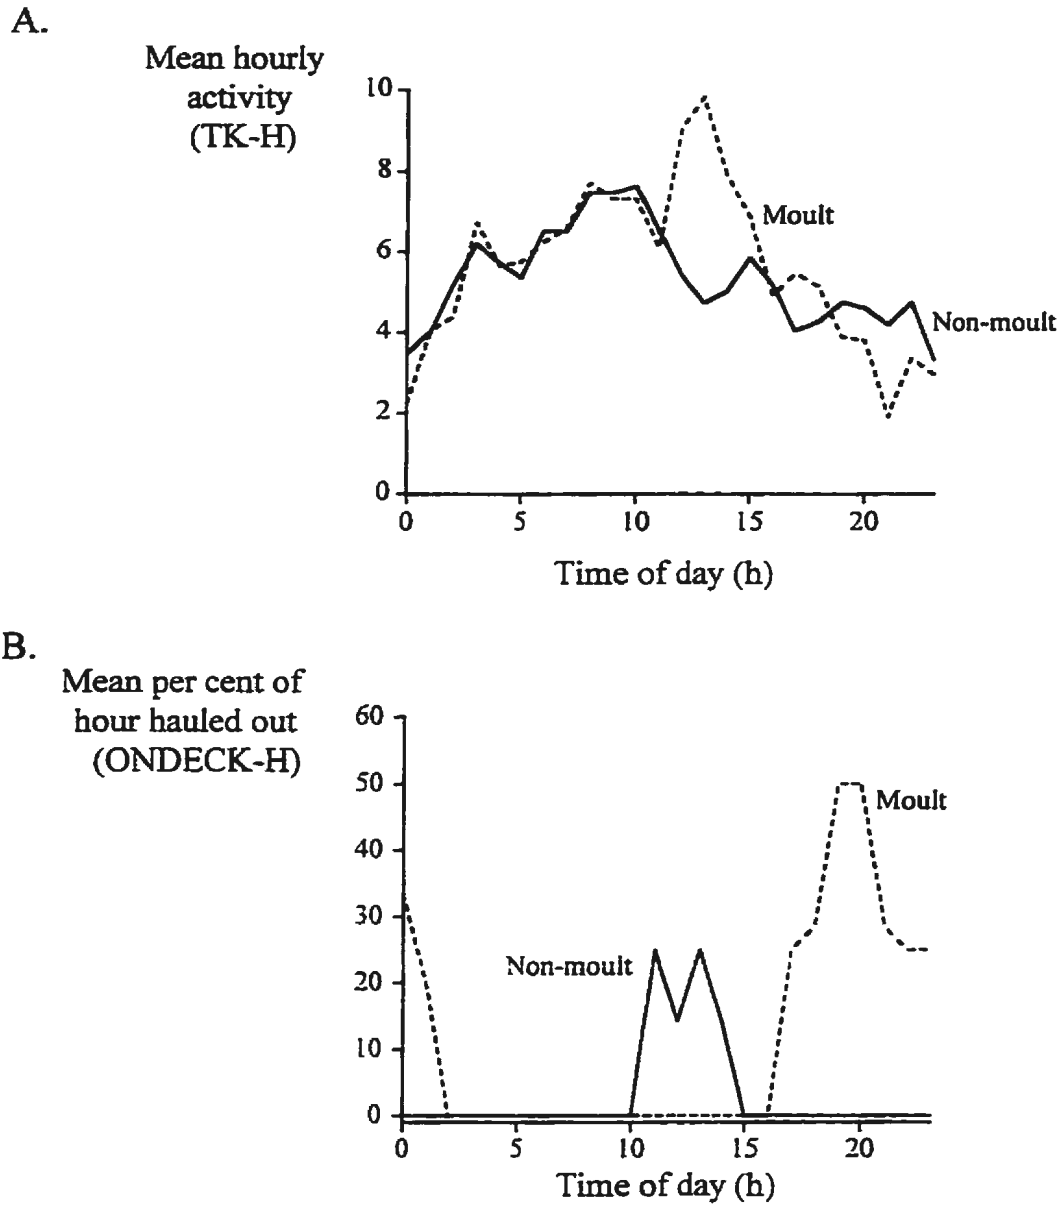 A.
Mean hourly
activity
(TK-H)
10
8
6
4
2
0
Moult
Non-moult
0 5 10 15 20
Time of day (h)
B.
Mean per cent of
hour hauled out
(ONDECK-H)
60
50
40
30
20
10
0
Moult
Non-moult
0 5 10 15 20
Time of day (h)